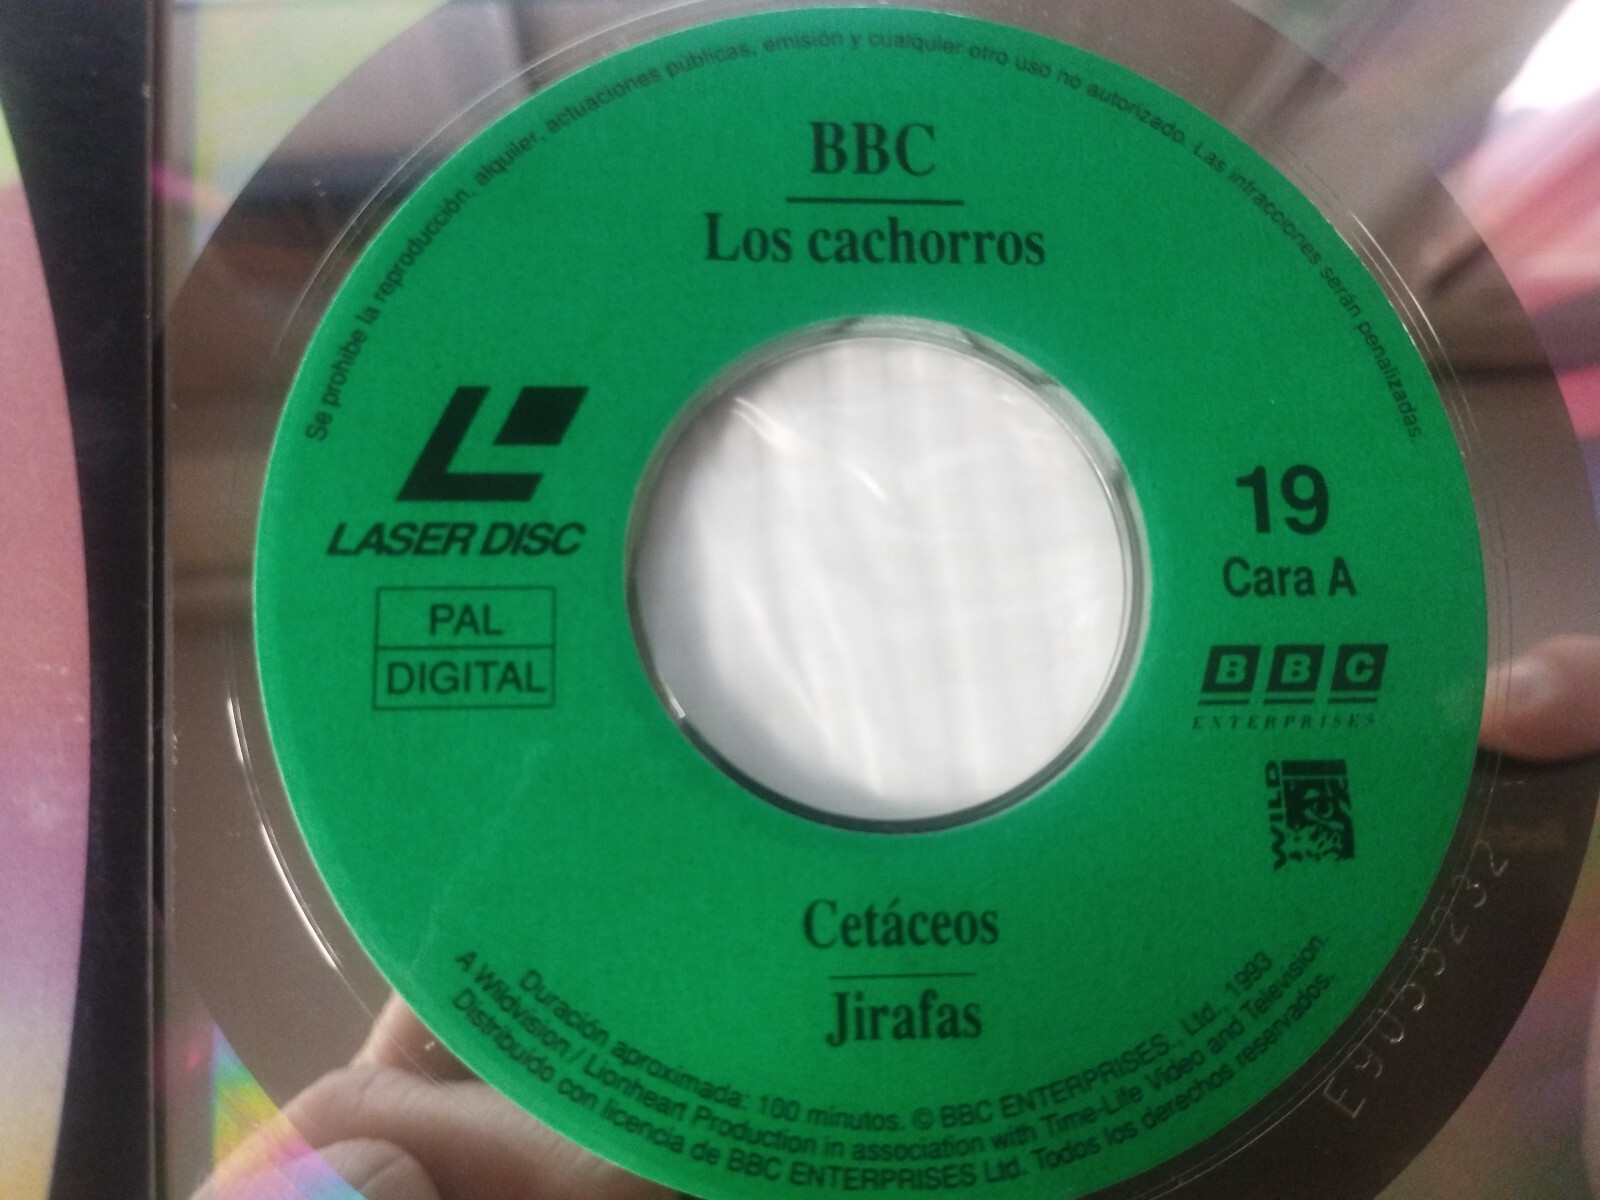 Se prohibe la reproducción, alquiler, actuaciones públicas, emisión y cualquier otro uso no autorizado. Las infracciones serán penalizadas.
BBC
Los cachorros
LASER DISC
PAL
DIGITAL
19
Cara A
BBC
ENTERPRISES
WILD
Cetáceos
Jirafas
Duración aproximada: 100 minutos. © BBC ENTERPRISES., Ltd., 1993
A Wildvision / Lionheart Production in association with Time-Life Video and Television.
Distribuido con licencia de BBC ENTERPRISES Ltd. Todos los derechos reservados.